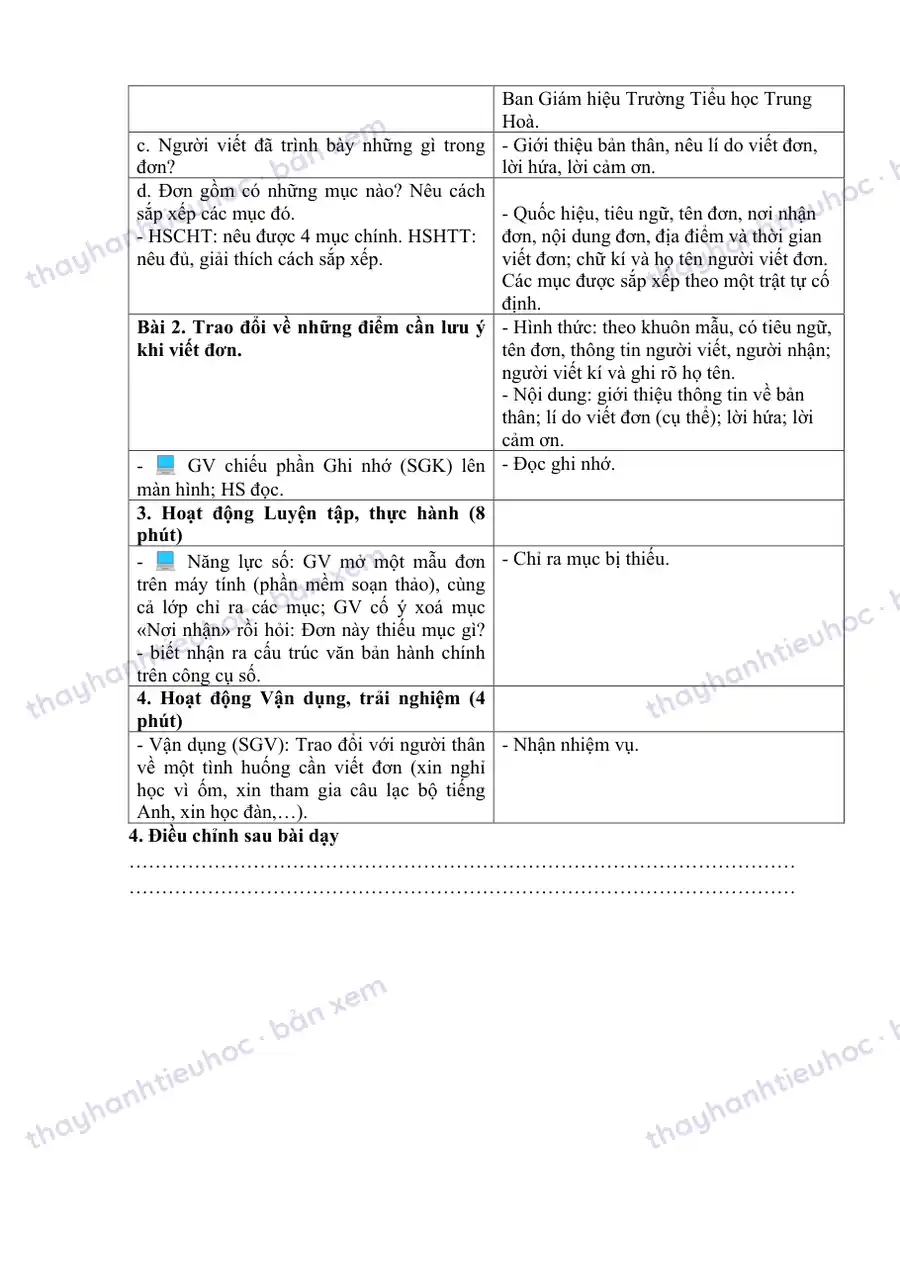 Ban Giám hiệu Trường Tiểu học Trung
Hoà.
c. Người viết đã trình bày những gì trong
đơn?
- Giới thiệu bản thân, nêu lí do viết đơn,
lời hứa, lời cảm ơn.
d. Đơn gồm có những mục nào? Nêu cách
sắp xếp các mục đó.
- HSCHT: nêu được 4 mục chính. HSHTT:
nêu đủ, giải thích cách sắp xếp.
- Quốc hiệu, tiêu ngữ, tên đơn, nơi nhận
đơn, nội dung đơn, địa điểm và thời gian
viết đơn; chữ kí và họ tên người viết đơn.
Các mục được sắp xếp theo một trật tự cố
định.
Bài 2. Trao đổi về những điểm cần lưu ý
khi viết đơn.
- Hình thức: theo khuôn mẫu, có tiêu ngữ,
tên đơn, thông tin người viết, người nhận;
người viết kí và ghi rõ họ tên.
- Nội dung: giới thiệu thông tin về bản
thân; lí do viết đơn (cụ thể); lời hứa; lời
cảm ơn.
- GV chiếu phần Ghi nhớ (SGK) lên
màn hình; HS đọc.
- Đọc ghi nhớ.
3. Hoạt động Luyện tập, thực hành (8
phút)
- Năng lực số: GV mở một mẫu đơn
trên máy tính (phần mềm soạn thảo), cùng
cả lớp chỉ ra các mục; GV cố ý xoá mục
«Nơi nhận» rồi hỏi: Đơn này thiếu mục gì?
- biết nhận ra cấu trúc văn bản hành chính
trên công cụ số.
- Chỉ ra mục bị thiếu.
4. Hoạt động Vận dụng, trải nghiệm (4
phút)
- Vận dụng (SGV): Trao đổi với người thân
về một tình huống cần viết đơn (xin nghỉ
học vì ốm, xin tham gia câu lạc bộ tiếng
Anh, xin học đàn,…).
- Nhận nhiệm vụ.
4. Điều chỉnh sau bài dạy
…………………………………………………………………………………………
…………………………………………………………………………………………
thayhanhtieuhoc · bản xem
thayhanhtieuhoc · b
thayhanhtieuhoc · bản xem
thayhanhtieuhoc · b
thayhanhtieuhoc · bản xem
thayhanhtieuhoc · b